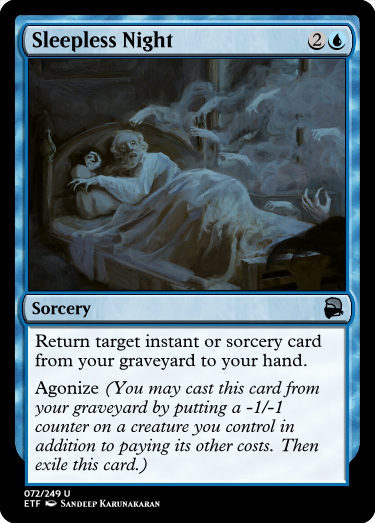 Sleepless Night 2
Sorcery
Return target instant or sorcery card
from your graveyard to your hand.
Agonize (You may cast this card from
your graveyard by putting a -1/-1
counter on a creature you control in
addition to paying its other costs. Then
exile this card.)
072/249 U
ETF Sandeep Karunakaran